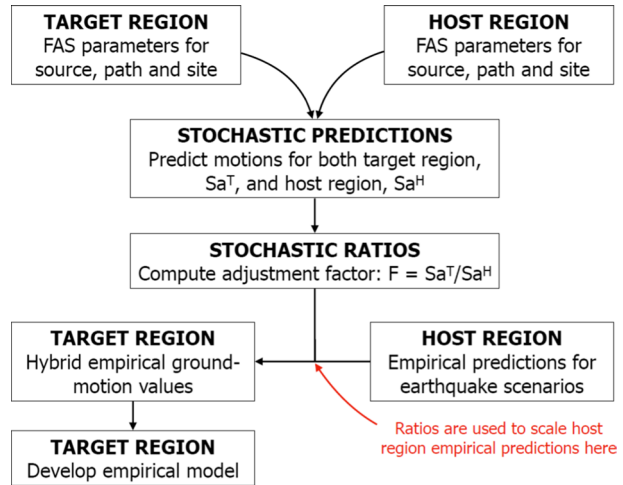 TARGET REGION
FAS parameters for
source, path and site
HOST REGION
FAS parameters for
source, path and site
STOCHASTIC PREDICTIONS
Predict motions for both target region,
Saᵀ, and host region, Saᴴ
STOCHASTIC RATIOS
Compute adjustment factor: F = Saᵀ/Saᴴ
TARGET REGION
Hybrid empirical ground-
motion values
HOST REGION
Empirical predictions for
earthquake scenarios
Ratios are used to scale host
region empirical predictions here
TARGET REGION
Develop empirical model